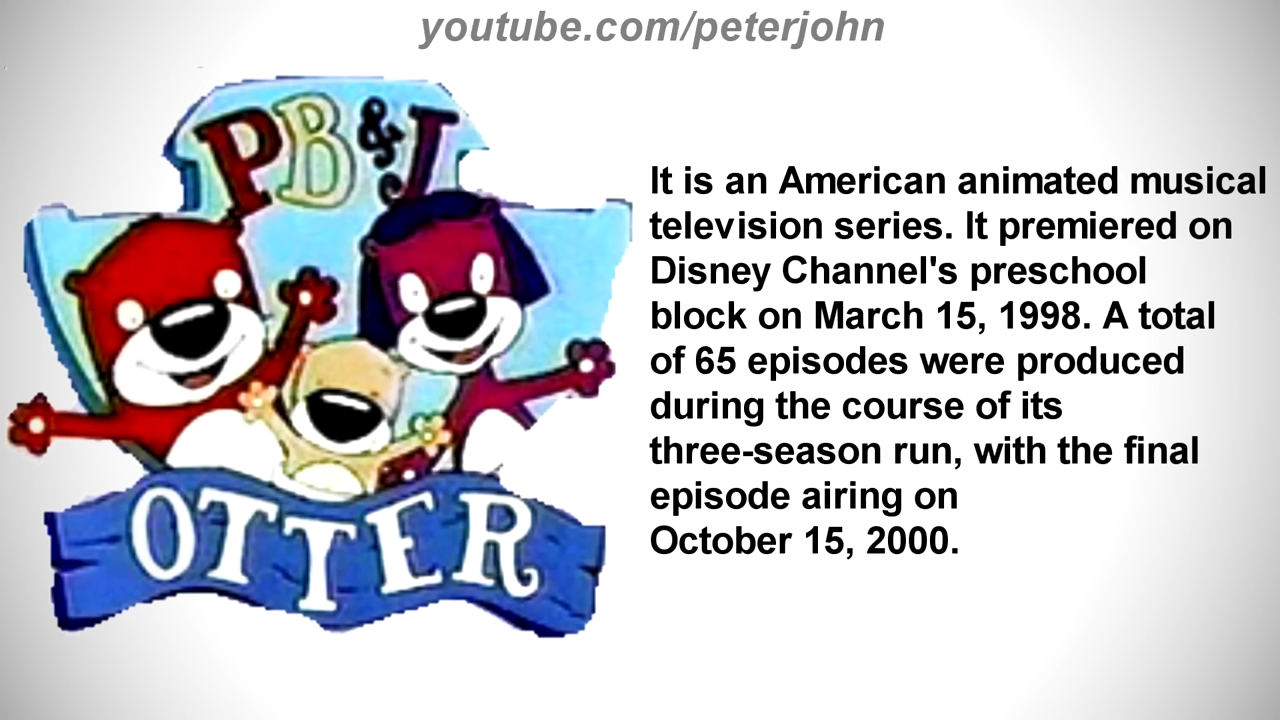 youtube.com/peterjohn
PB&J
OTTER
It is an American animated musical
television series. It premiered on
Disney Channel's preschool
block on March 15, 1998. A total
of 65 episodes were produced
during the course of its
three-season run, with the final
episode airing on
October 15, 2000.